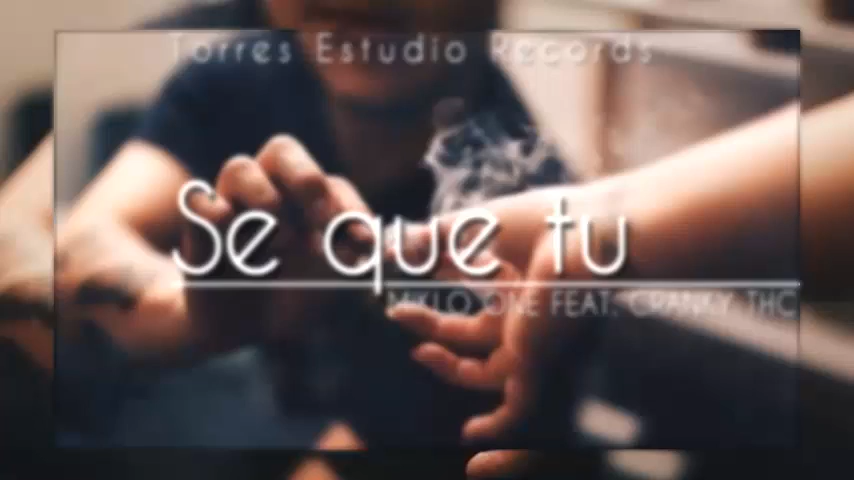 Torres Estudio Records
Se que tu
MIKLO ONE FEAT. CRANKY THC